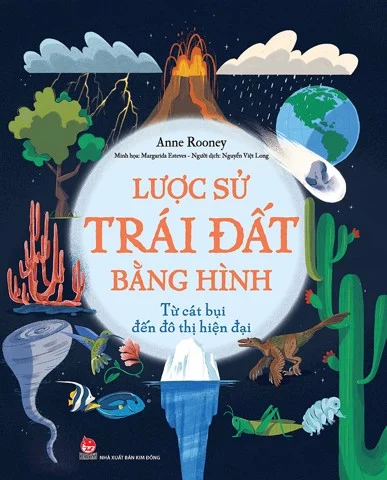 Anne Rooney
Minh họa: Margarida Esteves - Người dịch: Nguyễn Việt Long
LƯỢC SỬ
TRÁI ĐẤT
BẰNG HÌNH
Từ cát bụi
đến đô thị hiện đại
NHÀ XUẤT BẢN KIM ĐỒNG